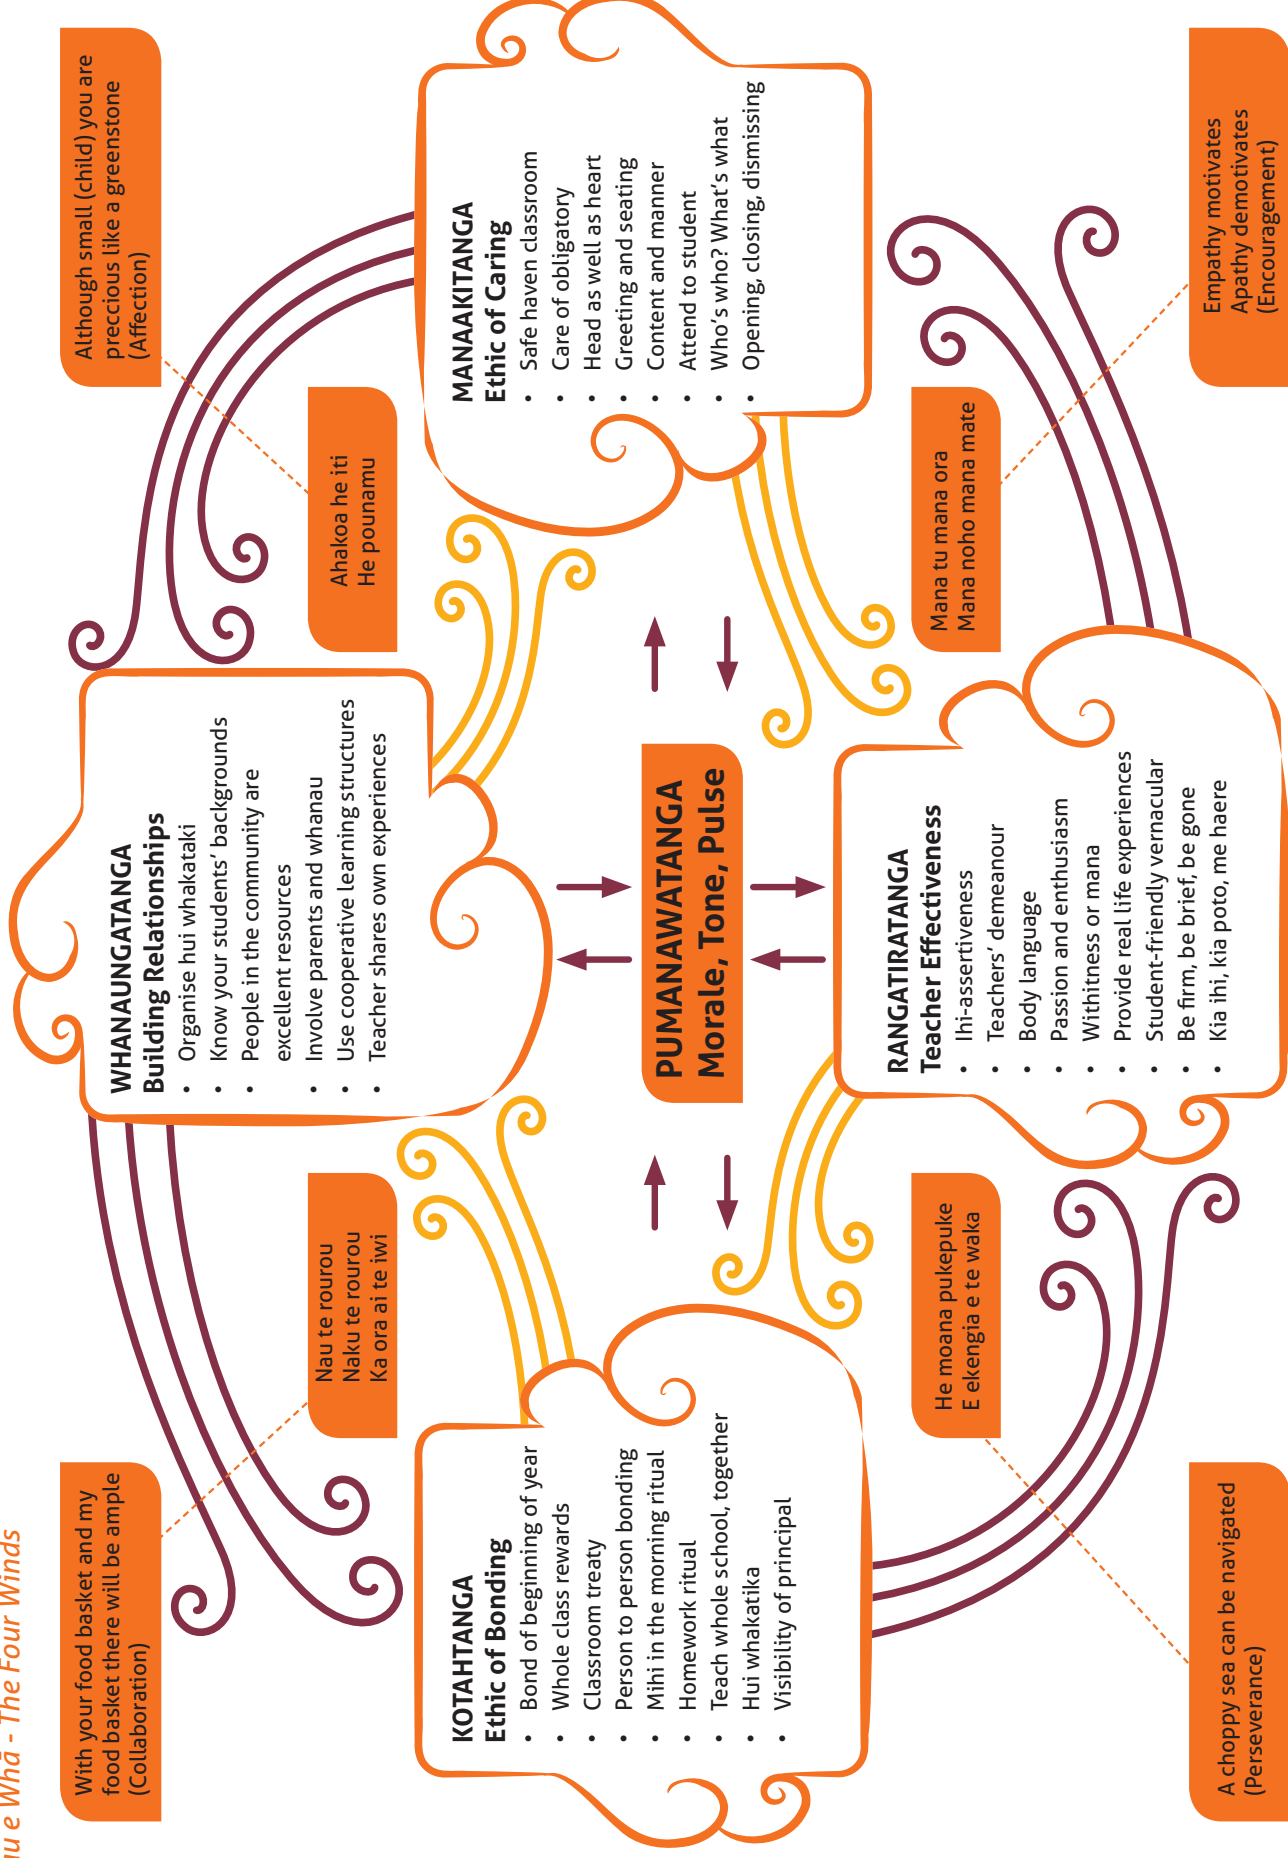 e Whā - The Four Winds
With your food basket and my
food basket there will be ample
(Collaboration)
Although small (child) you are
preccious like a greenstone
(Affection)
WHANAUNGATANGA
Building Relationships
• Organise hui whakataki
• Know your students' backgrounds
• People in the community are
excellent resources
• Involve parents and whanau
• Use cooperative learning structures
• Teacher shares own experiences
Nau te rourou
Naku te rourou
Ka ora ai te iwi
Ahakoa he iti
He pounamu
KOTAHTANGA
Ethic of Bonding
• Bond of beginning of year
• Whole class rewards
• Classroom treaty
• Person to person bonding
• Mihi in the morning ritual
• Homework ritual
• Teach whole school, together
• Hui whakatika
• Visibility of principal
PUMANAWATANGA
Morale, Tone, Pulse
MANAAKITANGA
Ethic of Caring
• Safe haven classroom
• Care of obligatory
• Head as well as heart
• Greeting and seating
• Content and manner
• Attend to student
• Who's who? What's what
• Opening, closing, dismissing
He moana pukepuke
E ekengia e te waka
RANGATIRATANGA
Teacher Effectiveness
• Ihi-assertiveness
• Teachers' demeanour
• Body language
• Passion and enthusiasm
• Withitness or mana
• Provide real life experiences
• Student-friendly vernacular
• Be firm, be brief, be gone
• Kia ihi, kia poto, me haere
Mana tu mana ora
Mana noho mana mate
A choppy sea can be navigated
(Perseverance)
Empathy motivates
Apathy demotivates
(Encouragement)